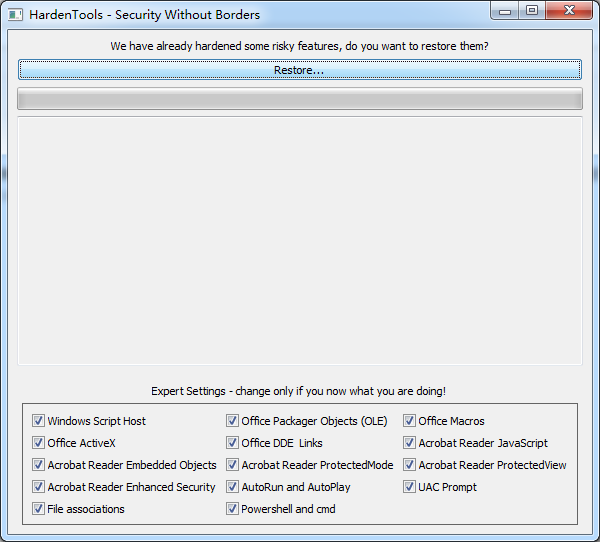 HardenTools - Security Without Borders
We have already hardened some risky features, do you want to restore them?
Restore...
Expert Settings - change only if you now what you are doing!
Windows Script Host
Office Packager Objects (OLE)
Office Macros
Office ActiveX
Office DDE Links
Acrobat Reader JavaScript
Acrobat Reader Embedded Objects
Acrobat Reader ProtectedMode
Acrobat Reader ProtectedView
Acrobat Reader Enhanced Security
AutoRun and AutoPlay
UAC Prompt
File associations
Powershell and cmd